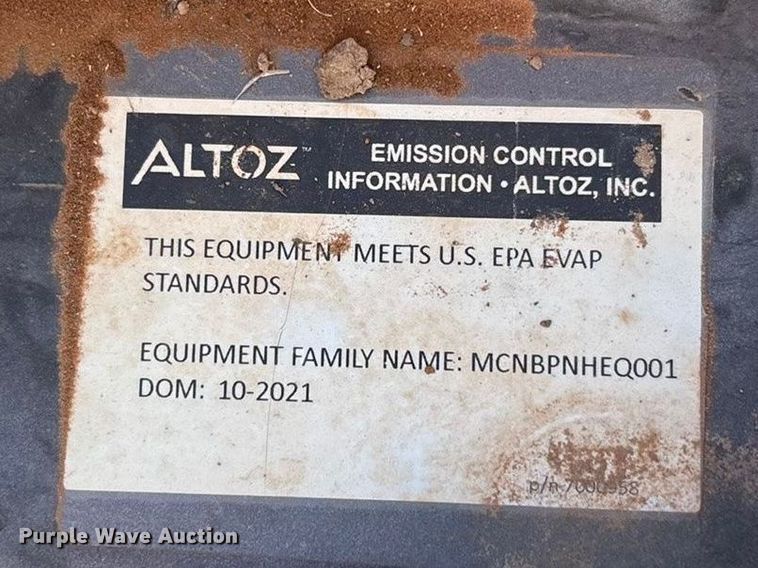 ALTOZ™
EMISSION CONTROL
INFORMATION • ALTOZ, INC.
THIS EQUIPMENT MEETS U.S. EPA EVAP
STANDARDS.
EQUIPMENT FAMILY NAME: MCNBPNHEQ001
DOM: 10-2021
p/n
Purple Wave Auction